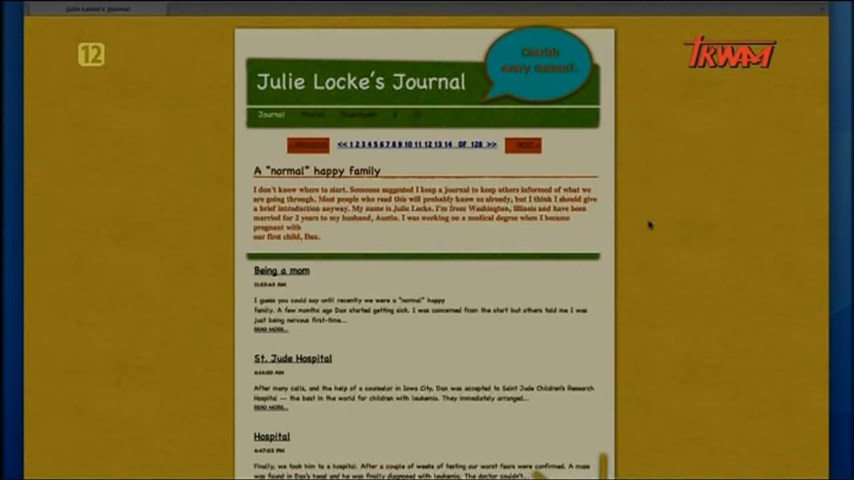 Julie Locke's Journal
12
TRWAM
Cherish
every moment.
Julie Locke's Journal
Journal
<< 1 2 3 4 5 6 7 8 9 10 11 12 13 14 OF 128 >>
A "normal" happy family
I don't know where to start. Someone suggested I keep a journal to keep others informed of what we
are going through. Most people who read this will probably know us already, but I think I should give
a brief introduction anyway. My name is Julie Locke. I'm from Washington, Illinois and have been
married for 2 years to my husband, Austin. I was working on a medical degree when I became
pregnant with
our first child, Dax.
Being a mom
AM
I guess you could say until recently we were a "normal" happy
family. A few months ago Dax started getting sick. I was concerned from the start but others told me I was
just being nervous first-time...
READ MORE...
St. Jude Hospital
AM
After many calls, and the help of a counselor in Iowa City, Dax was accepted to Saint Jude Children's Research
Hospital -- the best in the world for children with leukemia. They immediately arranged...
READ MORE...
Hospital
4:47:03 PM
Finally, we took him to a hospital. After a couple of weeks of testing our worst fears were confirmed. A mass
was found in Dax's head and he was finally diagnosed with leukemia. The doctor couldn't...